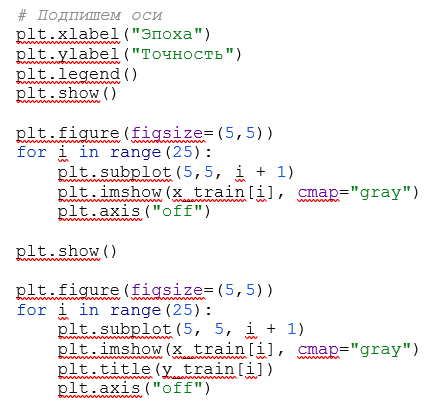 # Подпишем оси
plt.xlabel("Эпоха")
plt.ylabel("Точность")
plt.legend()
plt.show()
plt.figure(figsize=(5,5))
for i in range(25):
    plt.subplot(5,5, i + 1)
    plt.imshow(x_train[i], cmap="gray")
    plt.axis("off")
plt.show()
plt.figure(figsize=(5,5))
for i in range(25):
    plt.subplot(5, 5, i + 1)
    plt.imshow(x_train[i], cmap="gray")
    plt.title(y_train[i])
    plt.axis("off")